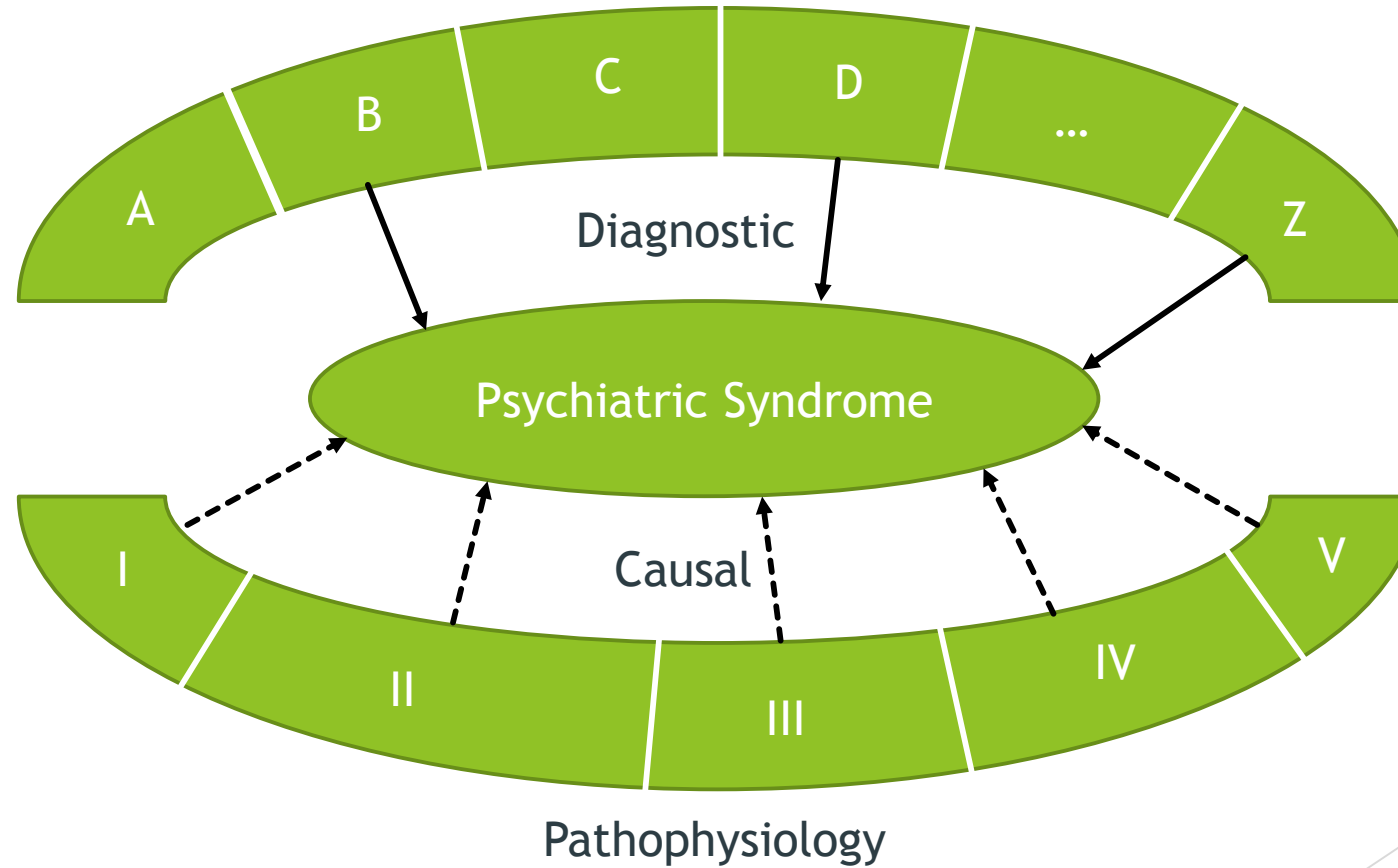 A
B
C
D
...
Z
Diagnostic
Psychiatric Syndrome
Causal
I
II
III
IV
V
Pathophysiology